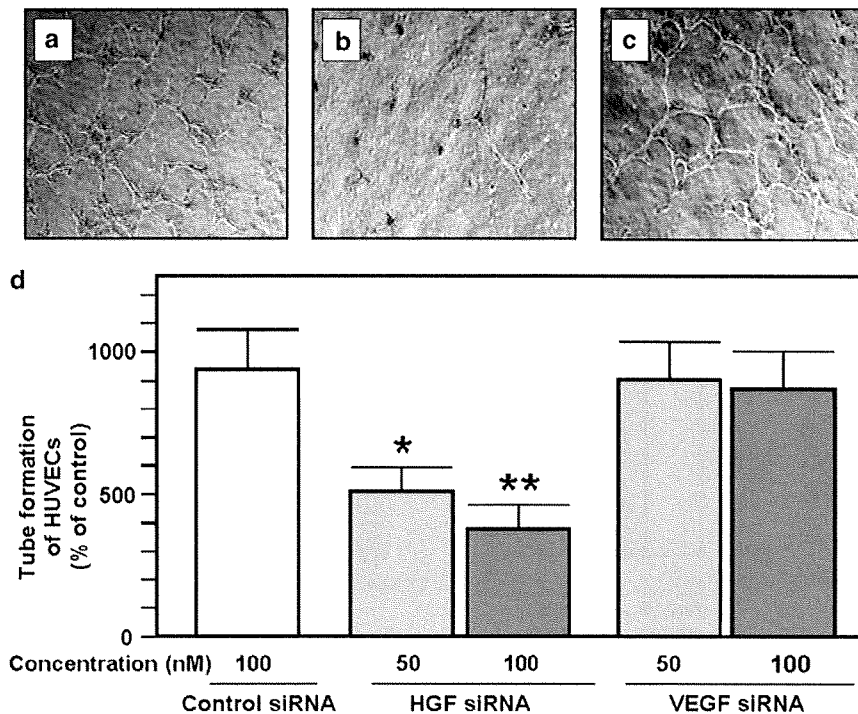 a b c
d
1000
500
0
Tube formation
of HUVECs
(% of control)
*
**
Concentration (nM) 100 50 100 50 100
Control siRNA HGF siRNA VEGF siRNA